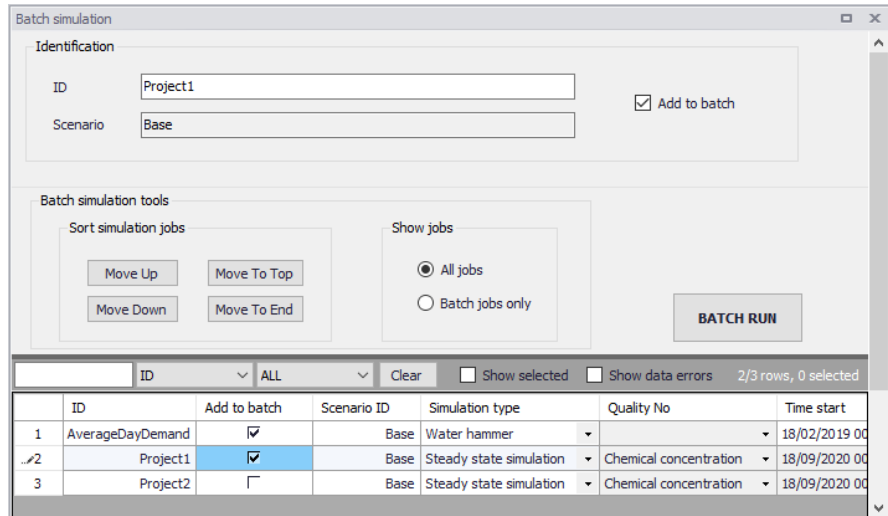 Batch simulation
Identification
ID Project1
Add to batch
Scenario Base
Batch simulation tools
Sort simulation jobs Show jobs
Move Up Move To Top All jobs
Move Down Move To End Batch jobs only
BATCH RUN
ID ALL Clear Show selected Show data errors 2/3 rows, 0 selected
ID Add to batch Scenario ID Simulation type Quality No Time start
1 AverageDayDemand Base Water hammer 18/02/2019 00
2 Project1 Base Steady state simulation Chemical concentration 18/09/2020 00
3 Project2 Base Steady state simulation Chemical concentration 18/09/2020 00